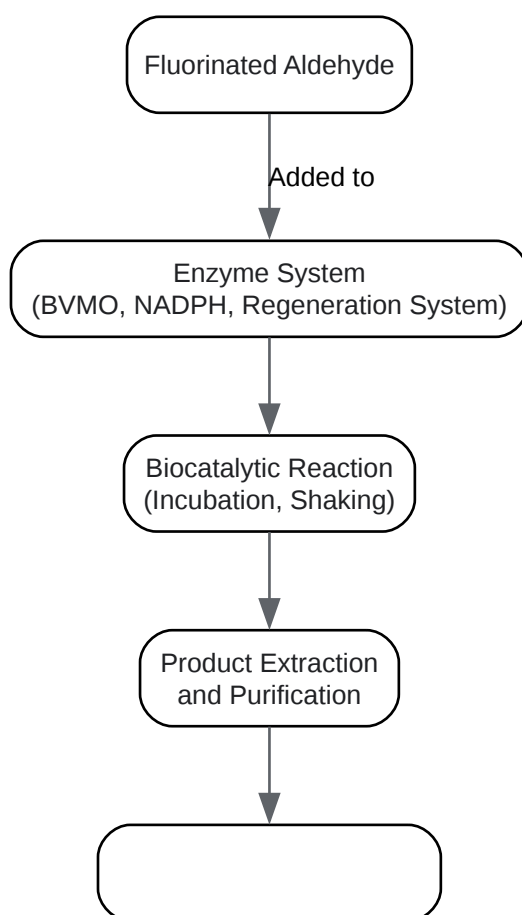 Fluorinated Aldehyde
Added to
Enzyme System
(BVMO, NADPH, Regeneration System)
Biocatalytic Reaction
(Incubation, Shaking)
Product Extraction
and Purification